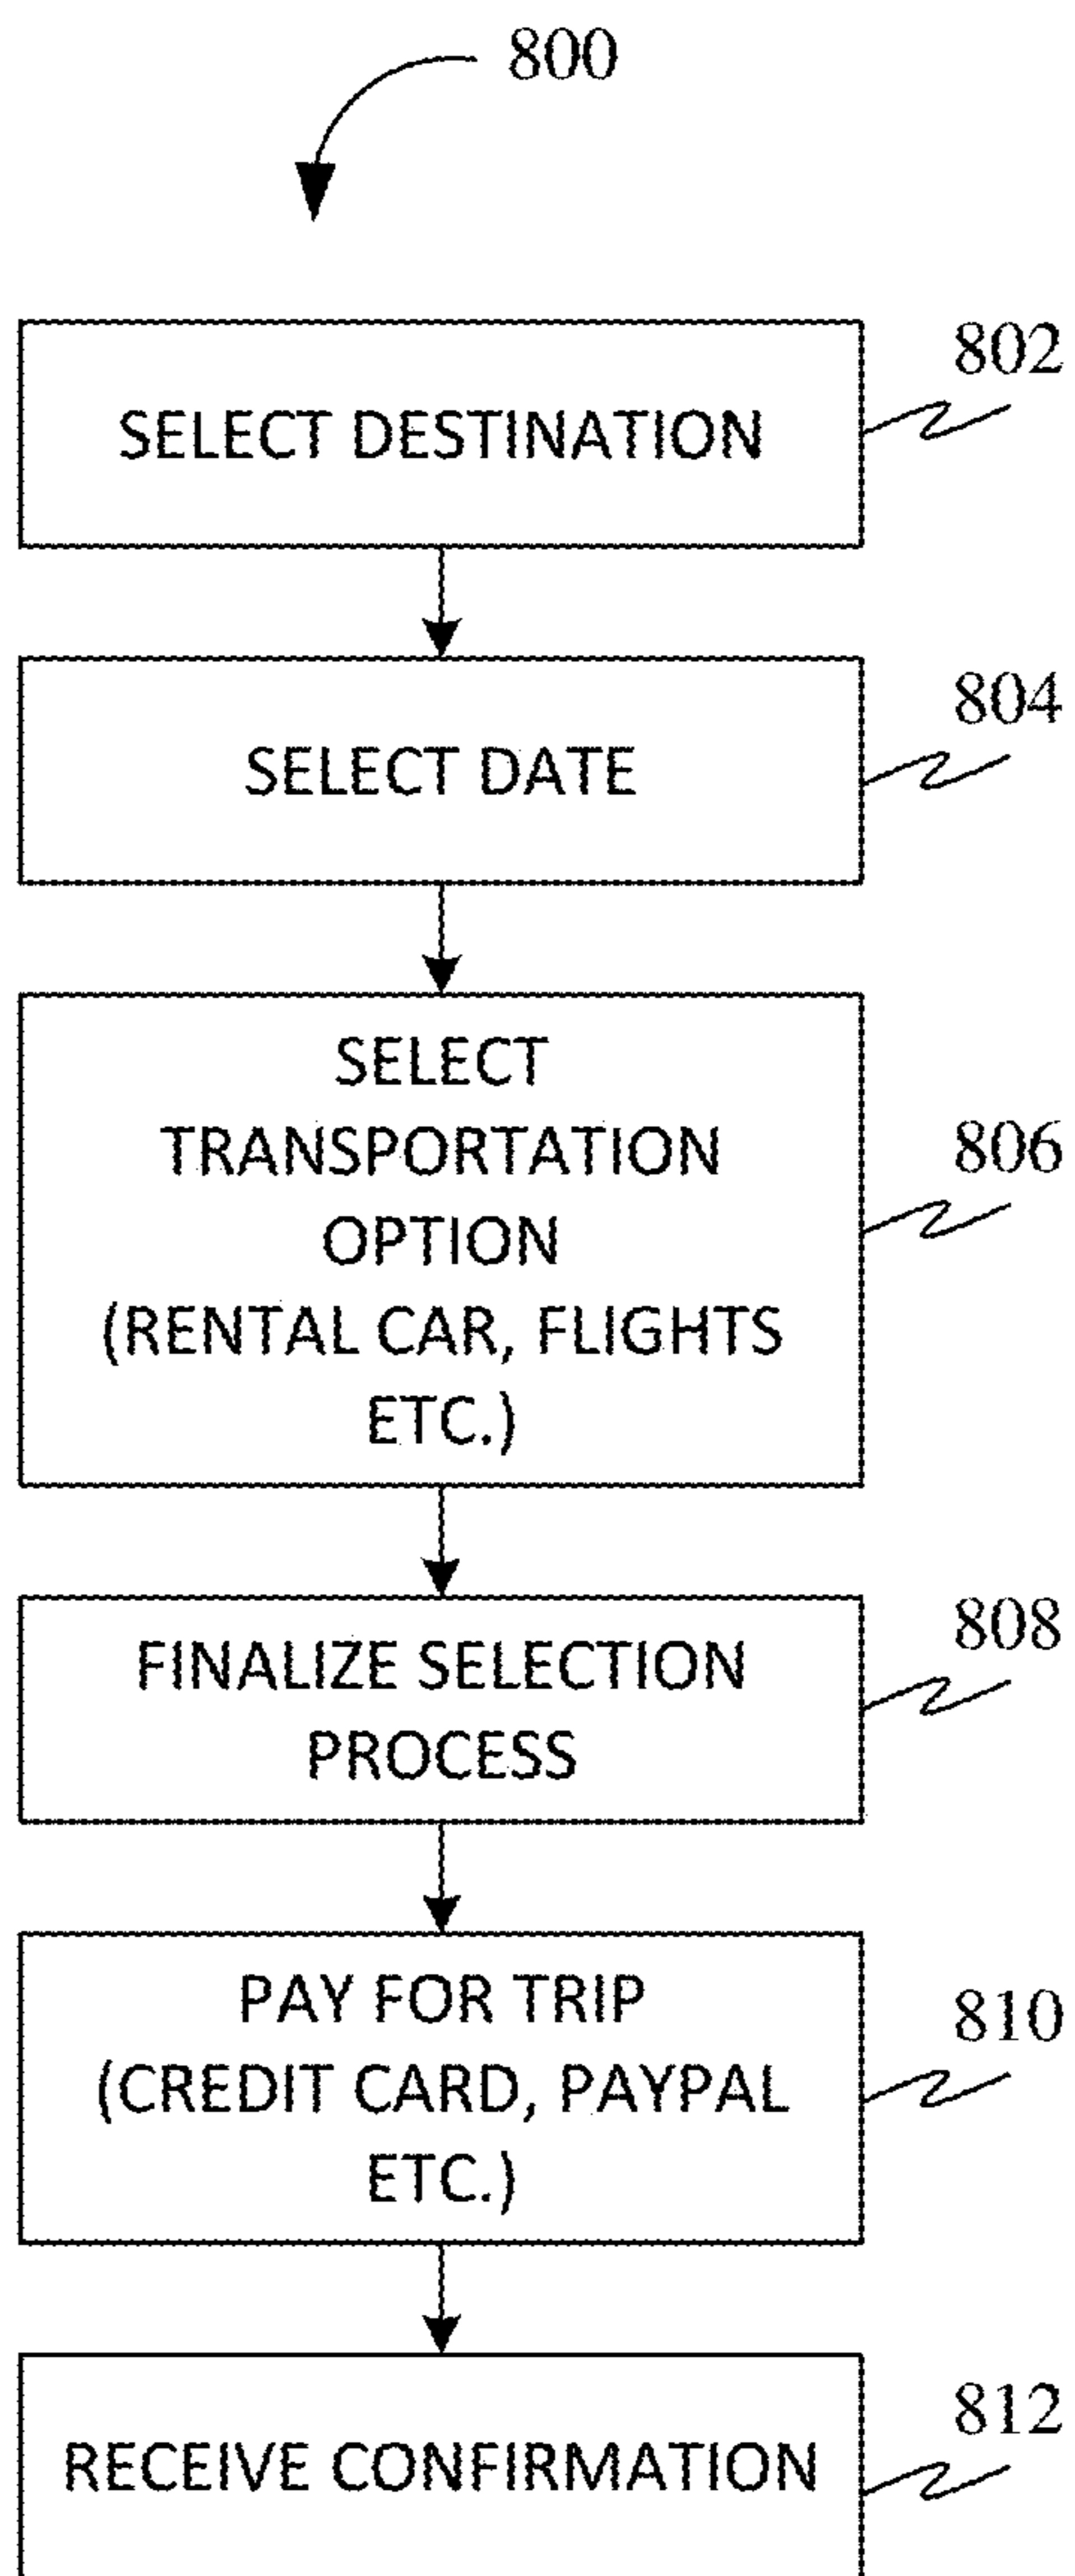 800
802
SELECT DESTINATION
804
SELECT DATE
SELECT
TRANSPORTATION
806
OPTION
(RENTAL CAR, FLIGHTS
ETC.)
808
FINALIZE SELECTION
PROCESS
PAY FOR TRIP
810
(CREDIT CARD, PAYPAL
ETC.)
812
RECEIVE CONFIRMATION